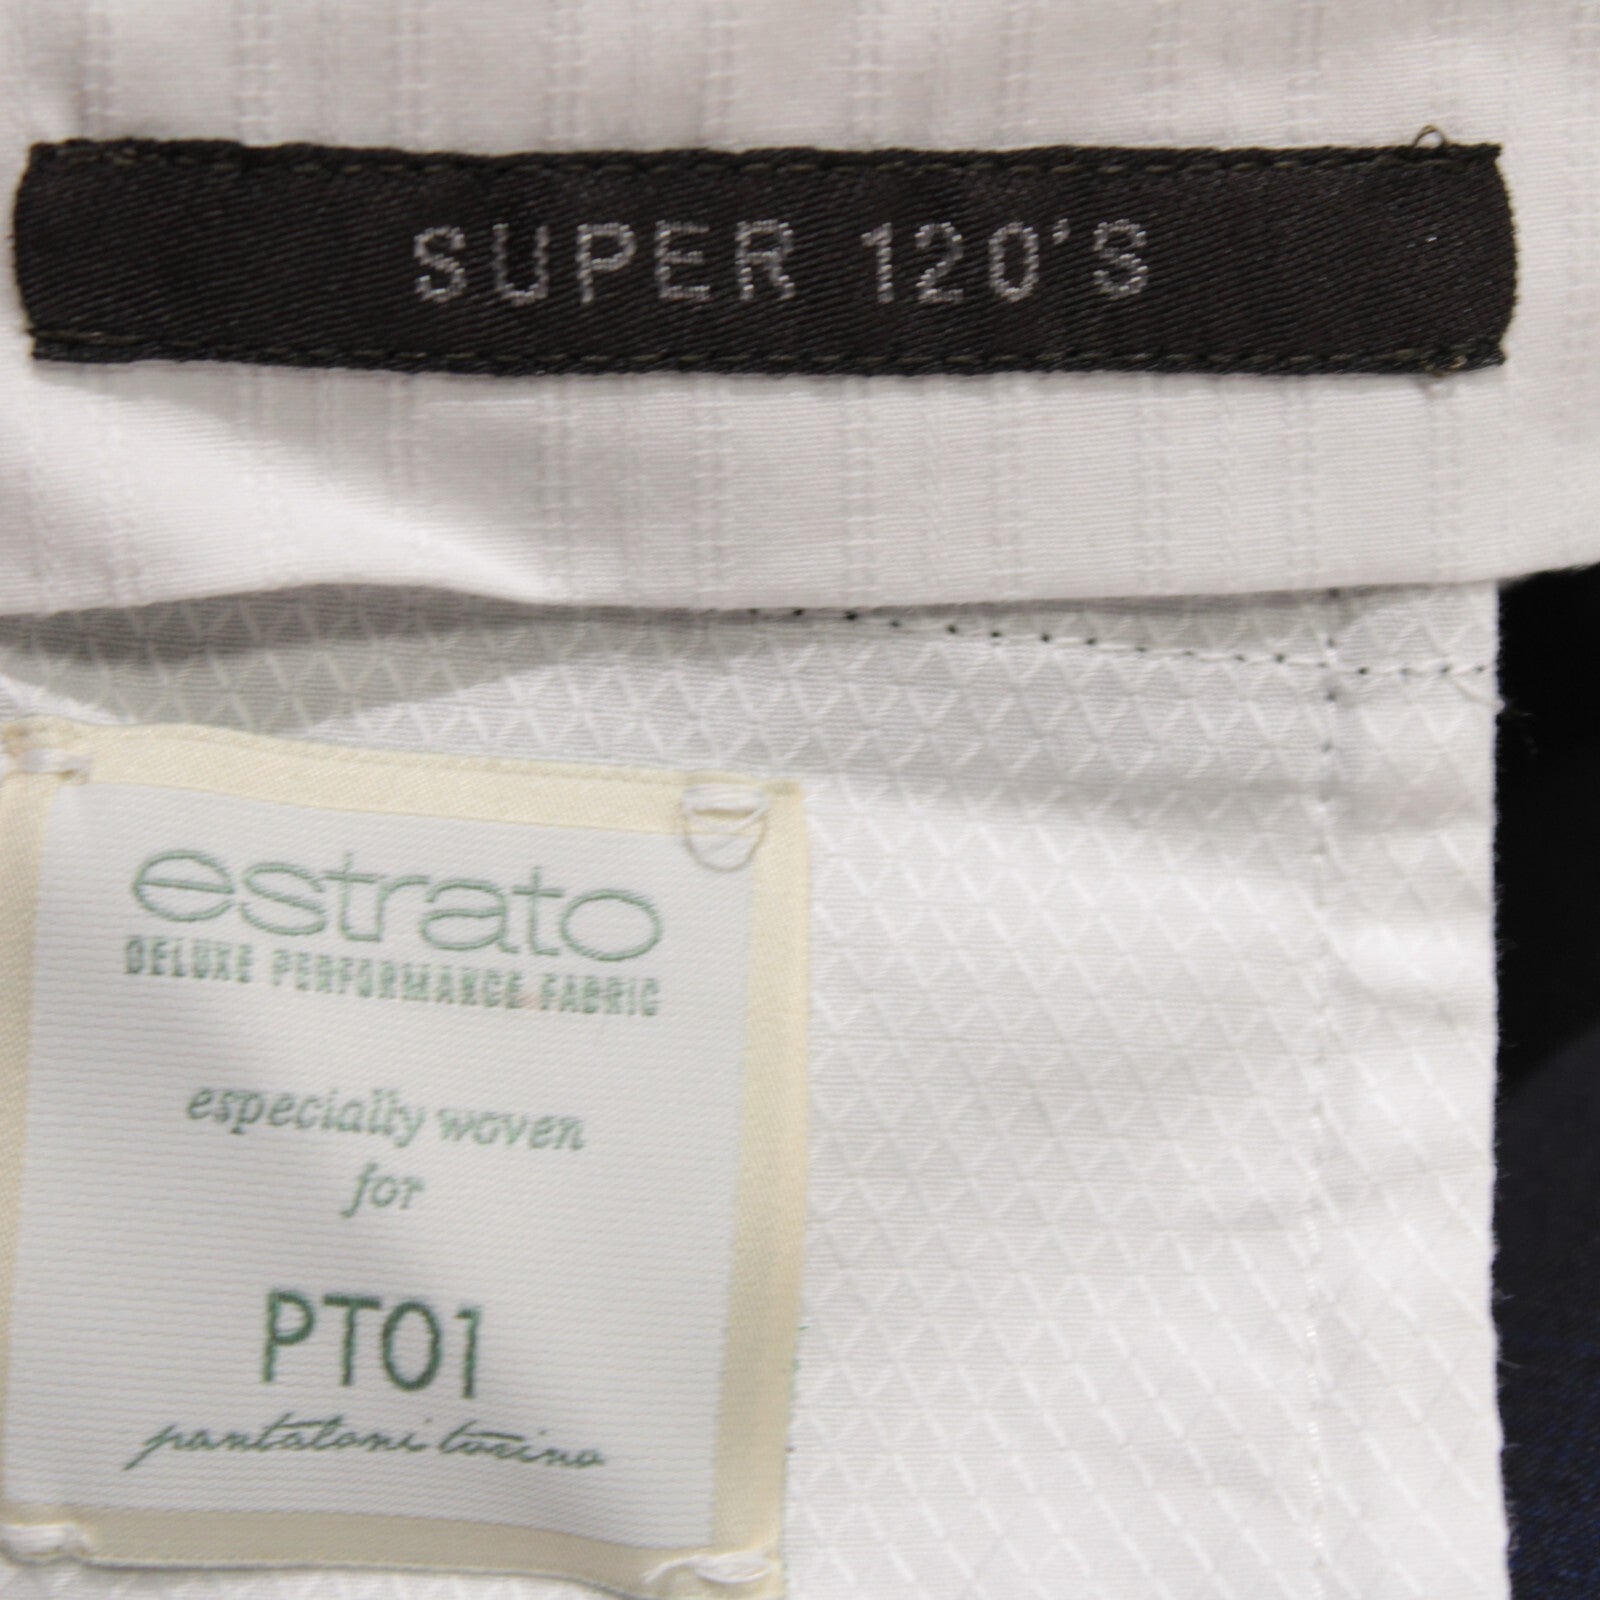 SUPER 120'S
estrato
DELUXE PERFORMANCE FABRIC
especially woven
for
PT01
pantaloni torino